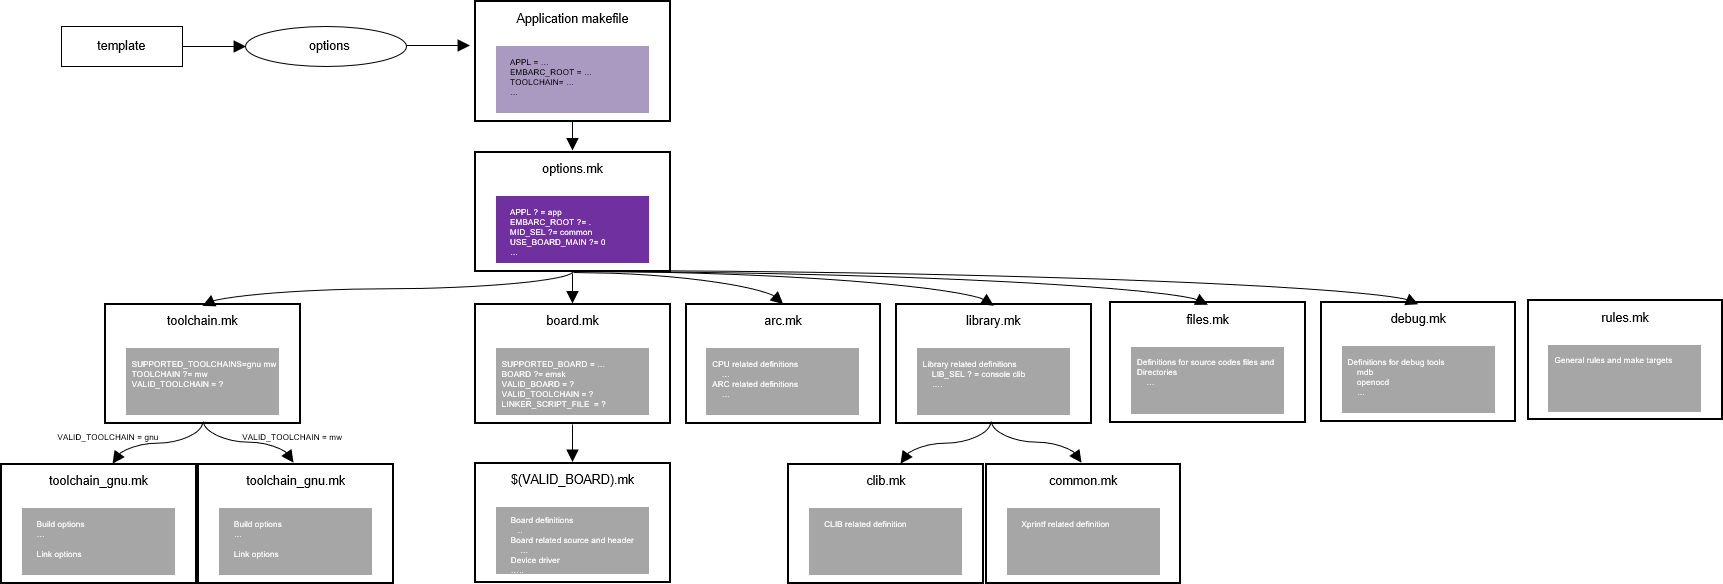 template
options
Application makefile
APPL = ...
EMBARC_ROOT = ...
TOOLCHAIN= ...
...
options.mk
APPL ? = app
EMBARC_ROOT ?= .
MID_SEL ?= common
USE_BOARD_MAIN ?= 0
...
toolchain.mk
SUPPORTED_TOOLCHAINS=gnu mw
TOOLCHAIN ?= mw
VALID_TOOLCHAIN = ?
board.mk
SUPPORTED_BOARD = ...
BOARD ?= emsk
VALID_BOARD = ?
VALID_TOOLCHAIN = ?
LINKER_SCRIPT_FILE = ?
arc.mk
CPU related definitions
...
ARC related definitions
...
library.mk
Library related definitions
LIB_SEL ? = console clib
....
files.mk
Definitions for source codes files and
Directories
...
debug.mk
Definitions for debug tools
mdb
openocd
...
rules.mk
General rules and make targets
VALID_TOOLCHAIN = gnu
VALID_TOOLCHAIN = mw
toolchain_gnu.mk
Build options
...
Link options
toolchain_gnu.mk
Build options
...
Link options
$(VALID_BOARD).mk
Board definitions
..
Board related source and header
...
Device driver
.....
clib.mk
CLIB related definition
common.mk
Xprintf related definition